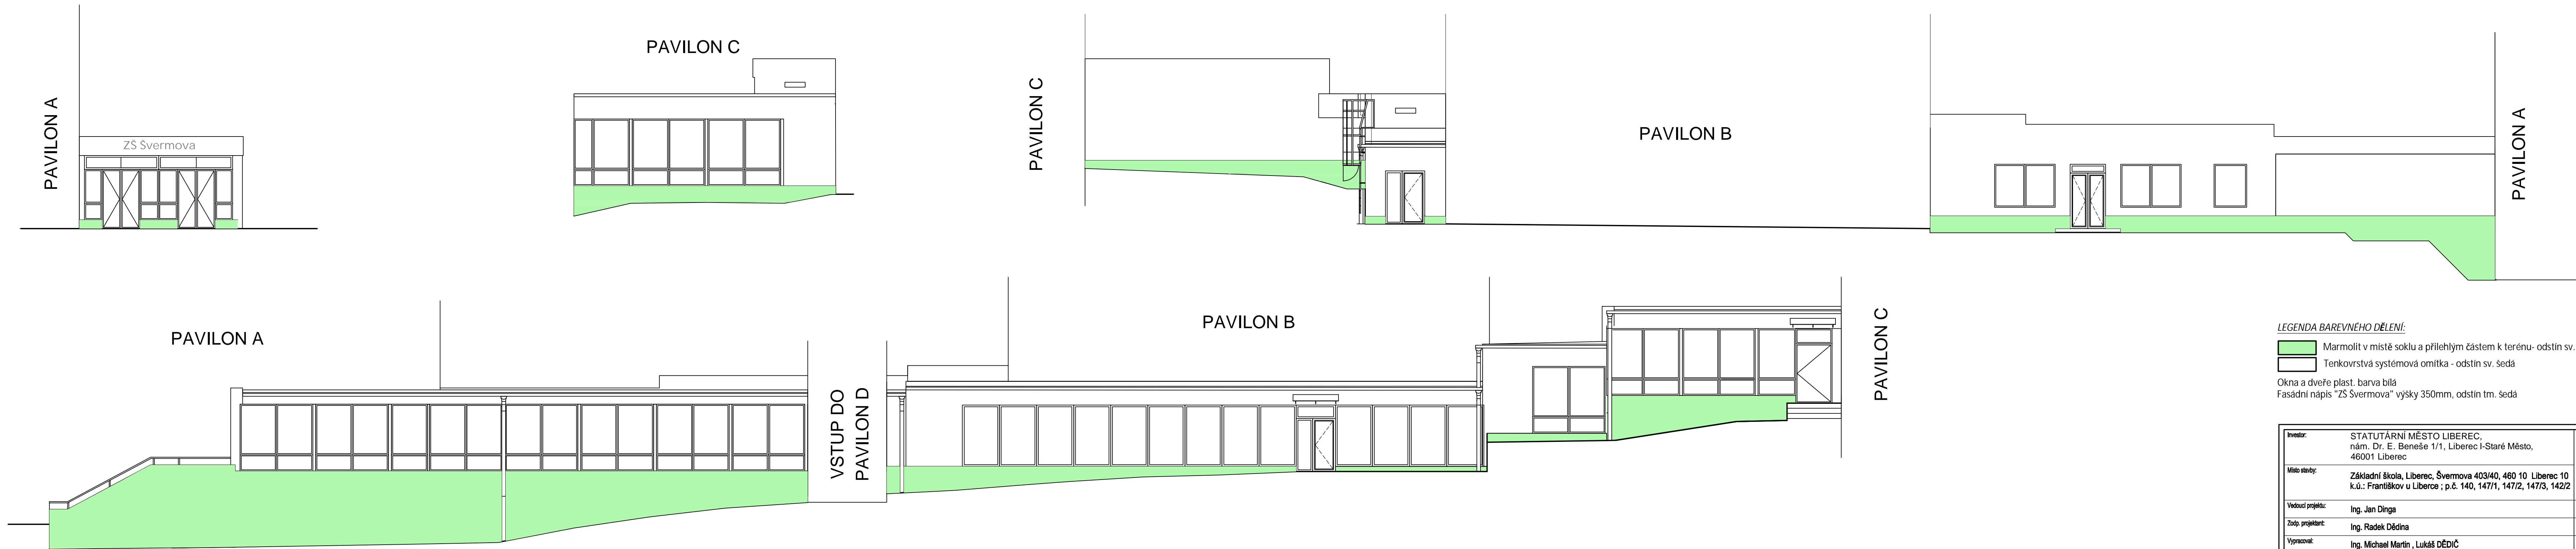 PAVILON A
ZŠ Švermova
PAVILON C
PAVILON C
PAVILON B
PAVILON A
PAVILON A
VSTUP DO
PAVILON D
PAVILON B
PAVILON C
LEGENDA BAREVNÉHO DĚLENÍ:
Marmolit v místě soklu a přilehlým částem k terénu- odstín sv.
Tenkovrstvá systémová omítka - odstín sv. šedá
Okna a dveře plast. barva bílá
Fasádní nápis "ZŠ Švermova" výšky 350mm, odstín tm. šedá
Investor: STATUTÁRNÍ MĚSTO LIBEREC,
nám. Dr. E. Beneše 1/1, Liberec I-Staré Město,
46001 Liberec
Místo stavby: Základní škola, Liberec, Švermova 403/40, 460 10 Liberec 10
k.ú.: Františkov u Liberce ; p.č. 140, 147/1, 147/2, 147/3, 142/2
Vedoucí projektu: Ing. Jan Dinga
Zodp. projektant: Ing. Radek Dědina
Vypracoval: Ing. Michael Martin , Lukáš DĚDIČ